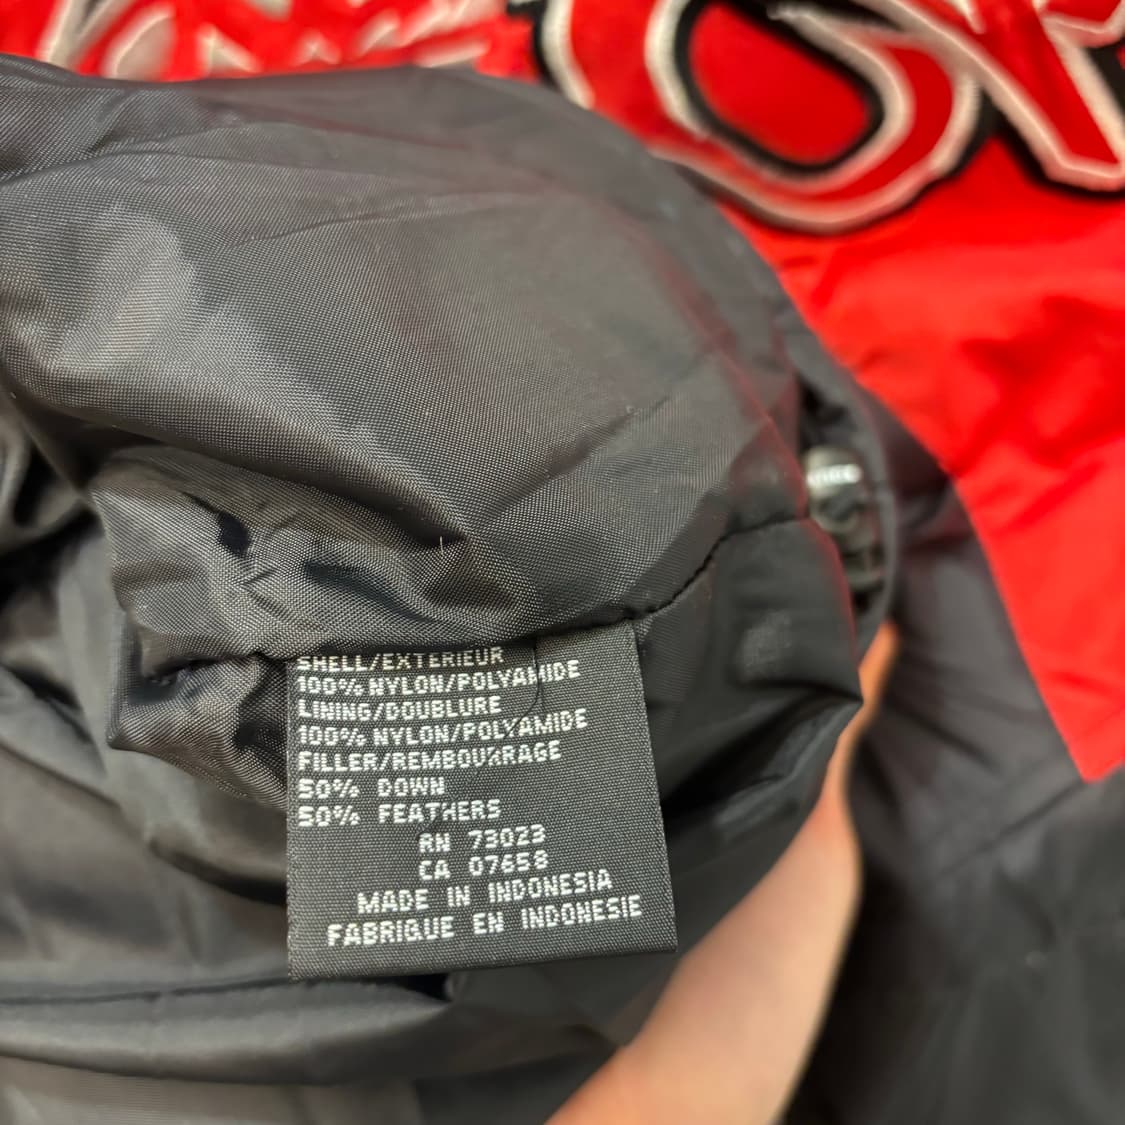 SHELL/EXTERIEUR
100% NYLON/POLYAMIDE
LINING/DOUBLURE
100% NYLON/POLYAMIDE
FILLER/REMBOURRAGE
50% DOWN
50% FEATHERS
RN 73023
CA 07658
MADE IN INDONESIA
FABRIQUE EN INDONESIE